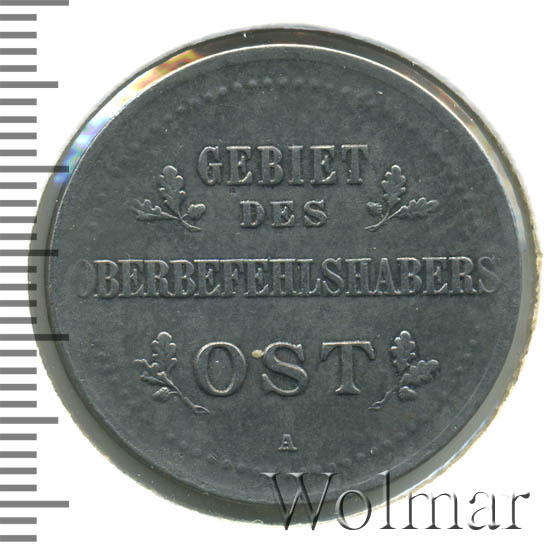 GEBIET
DES
OBERBEFEHLSHABERS
OST
A
Wolmar